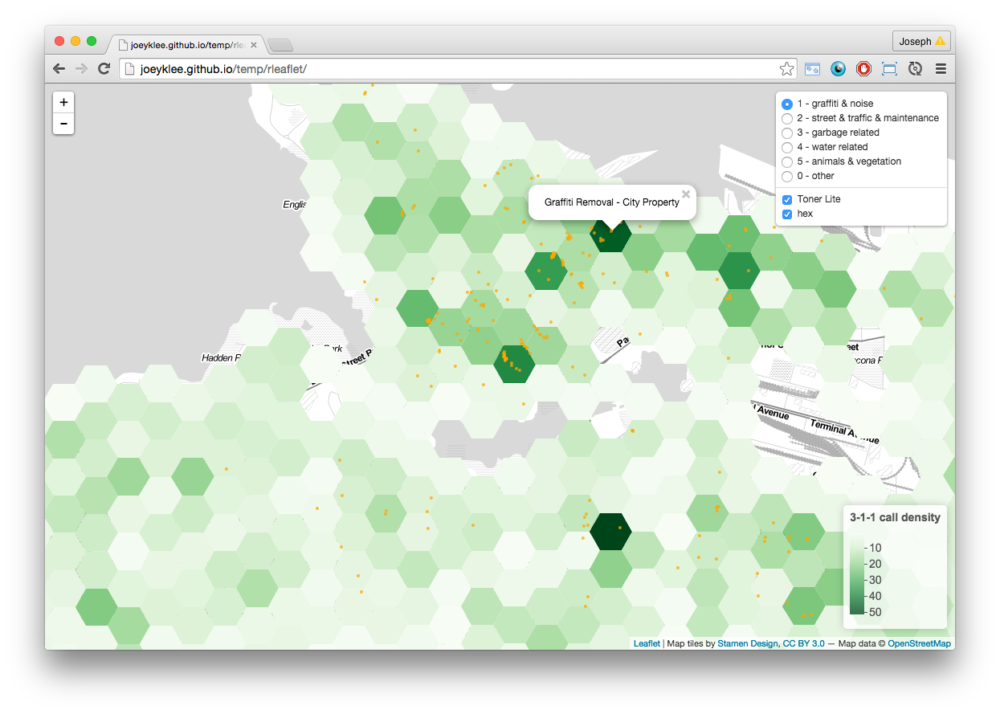 joeyklee.github.io/temp/rle
Joseph
joeyklee.github.io/temp/rleaflet/
+
−
1 - graffiti & noise
2 - street & traffic & maintenance
3 - garbage related
4 - water related
5 - animals & vegetation
0 - other
Toner Lite
hex
Englis
Graffiti Removal - City Property
Hadden P
Park
street P
Pa
eet
cona P
l Avenue
Terminal Avenue
3-1-1 call density
10
20
30
40
50
Leaflet | Map tiles by Stamen Design, CC BY 3.0 — Map data © OpenStreetMap